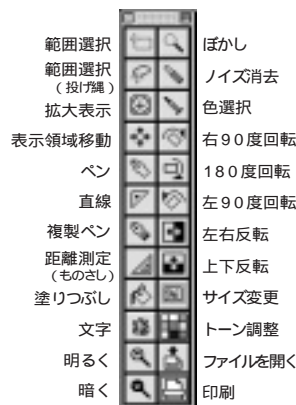 範囲選択
ぼかし
範囲選択
(投げ縄)
ノイズ消去
拡大表示
色選択
表示領域移動
右90度回転
ペン
180度回転
直線
左90度回転
複製ペン
左右反転
距離測定
(ものさし)
上下反転
塗りつぶし
サイズ変更
文字
トーン調整
明るく
ファイルを開く
暗く
印刷